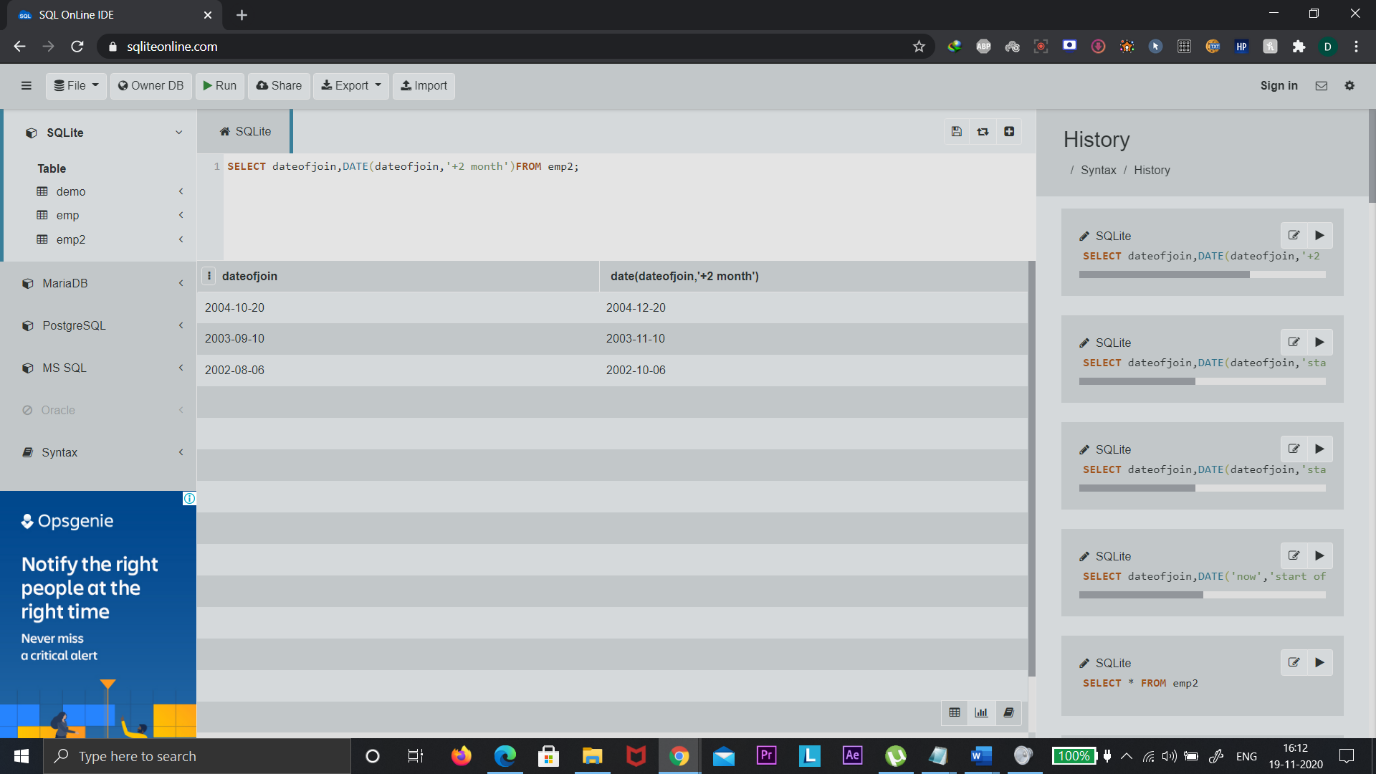 SQL OnLine IDE
sqliteonline.com
File
Owner DB
Run
Share
Export
Import
Sign in
SQLite
Table
demo
emp
emp2
MariaDB
PostgreSQL
MS SQL
Oracle
Syntax
Opsgenie
Notify the right
people at the
right time
Never miss
a critical alert
SQLite
1 SELECT dateofjoin,DATE(dateofjoin,'+2 month')FROM emp2;
dateofjoin date(dateofjoin,'+2 month')
2004-10-20 2004-12-20
2003-09-10 2003-11-10
2002-08-06 2002-10-06
History
/ Syntax / History
SQLite
SELECT dateofjoin,DATE(dateofjoin,'+2
SQLite
SELECT dateofjoin,DATE(dateofjoin,'sta
SQLite
SELECT dateofjoin,DATE(dateofjoin,'sta
SQLite
SELECT dateofjoin,DATE('now','start of
SQLite
SELECT * FROM emp2
Type here to search
Pr
L
Ae
100%
ENG
16:12
19-11-2020